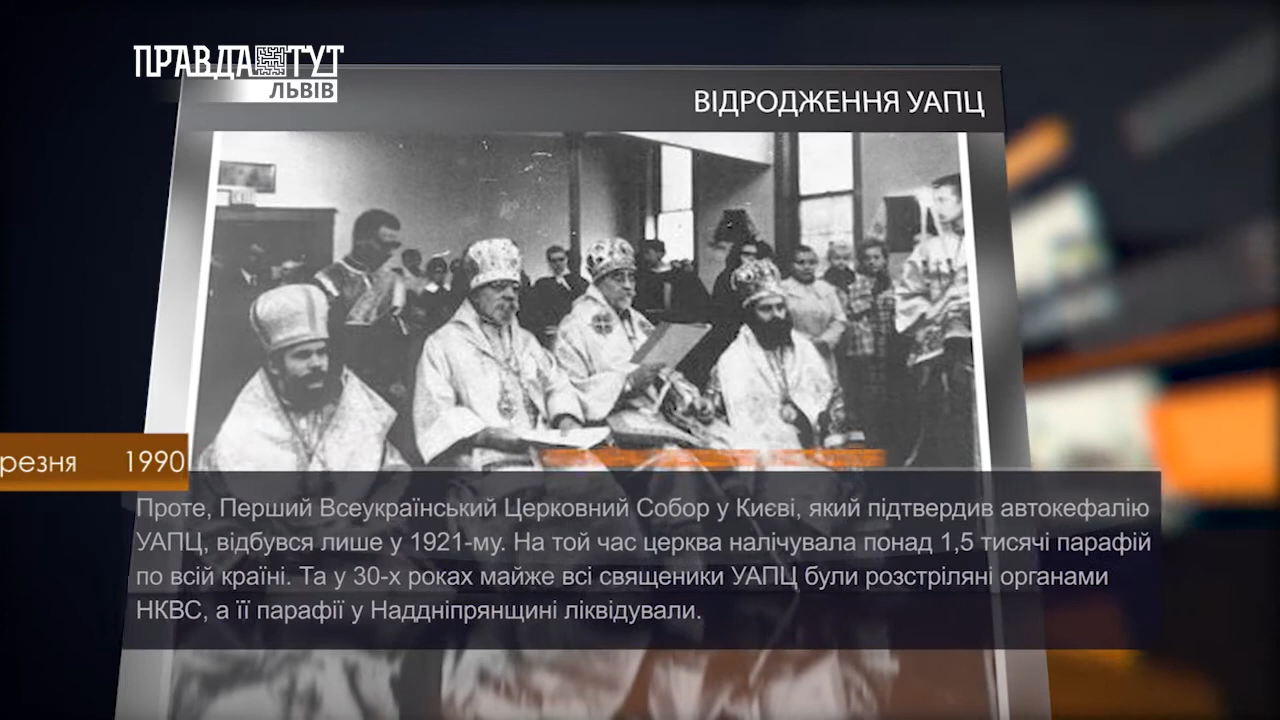 ПРАВДА ТУТ
ЛЬВІВ
ВІДРОДЖЕННЯ УАПЦ
резня 1990
Проте, Перший Всеукраїнський Церковний Собор у Києві, який підтвердив автокефалію
УАПЦ, відбувся лише у 1921-му. На той час церква налічувала понад 1,5 тисячі парафій
по всій країні. Та у 30-х роках майже всі священики УАПЦ були розстріляні органами
НКВС, а її парафії у Наддніпрянщині ліквідували.